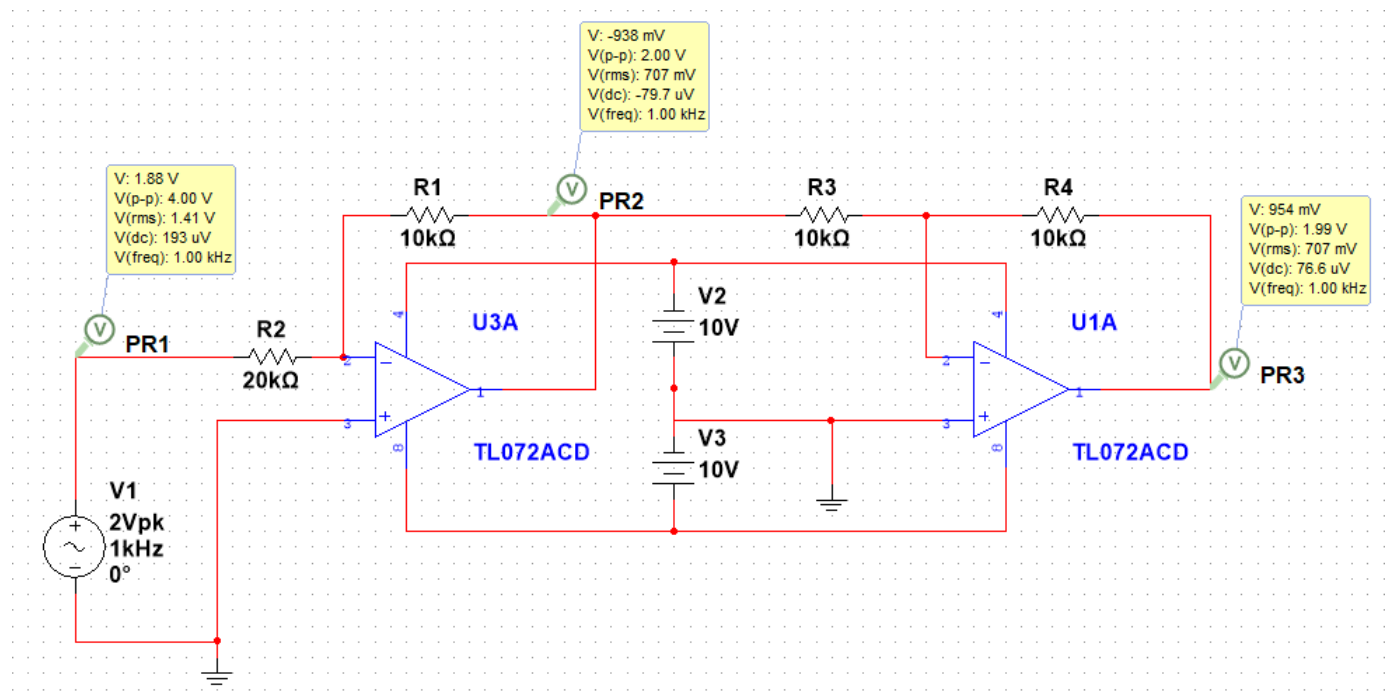 V: -938 mV
V(p-p): 2.00 V
V(rms): 707 mV
V(dc): -79.7 uV
V(freq): 1.00 kHz
V: 1.88 V
V(p-p): 4.00 V
V(rms): 1.41 V
V(dc): 193 uV
V(freq): 1.00 kHz
V: 954 mV
V(p-p): 1.99 V
V(rms): 707 mV
V(dc): 76.6 uV
V(freq): 1.00 kHz
V
PR2
R1
10kΩ
R3
10kΩ
R4
10kΩ
V
PR1
R2
20kΩ
4
U3A
2
3
1
8
TL072ACD
V2
10V
V3
10V
4
U1A
2
3
1
8
TL072ACD
V
PR3
V1
2Vpk
1kHz
0°